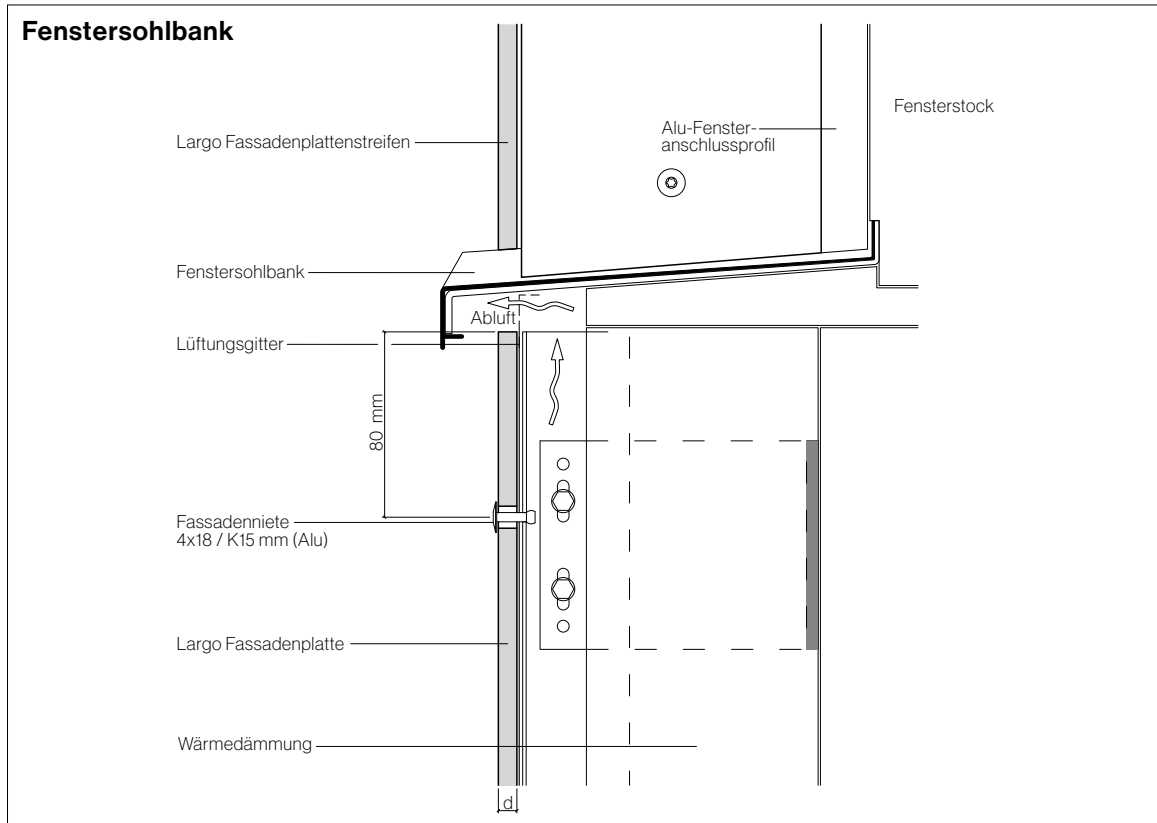 Fenstersohlbank
Fensterstock
Alu-Fenster-
anschlussprofil
Largo Fassadenplattenstreifen
Fenstersohlbank
Abluft
Lüftungsgitter
80 mm
Fassadenniete
4x18 / K15 mm (Alu)
Largo Fassadenplatte
Wärmedämmung
d